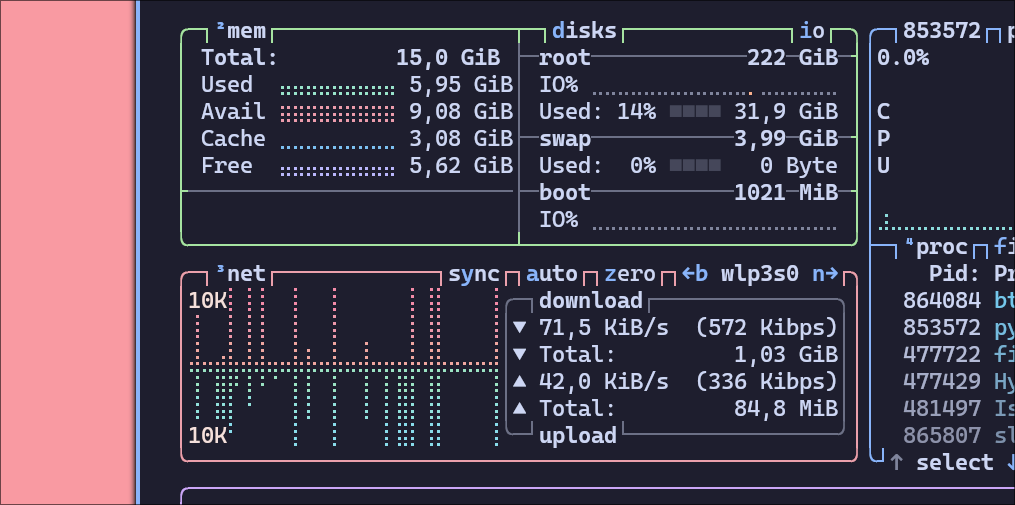 ²mem
Total: 15,0 GiB
Used 5,95 GiB
Avail 9,08 GiB
Cache 3,08 GiB
Free 5,62 GiB
disks io
root 222 GiB
IO%
Used: 14% 31,9 GiB
swap 3,99 GiB
Used: 0% 0 Byte
boot 1021 MiB
IO%
³net sync auto zero ←b wlp3s0 n→
10K
10K
download
▼ 71,5 KiB/s (572 Kibps)
▼ Total: 1,03 GiB
▲ 42,0 KiB/s (336 Kibps)
▲ Total: 84,8 MiB
upload
853572 p
0.0%
C
P
U
⁴proc fi
Pid: Pr
864084 bt
853572 py
477722 fi
477429 Hy
481497 Is
865807 sl
↑ select ↓